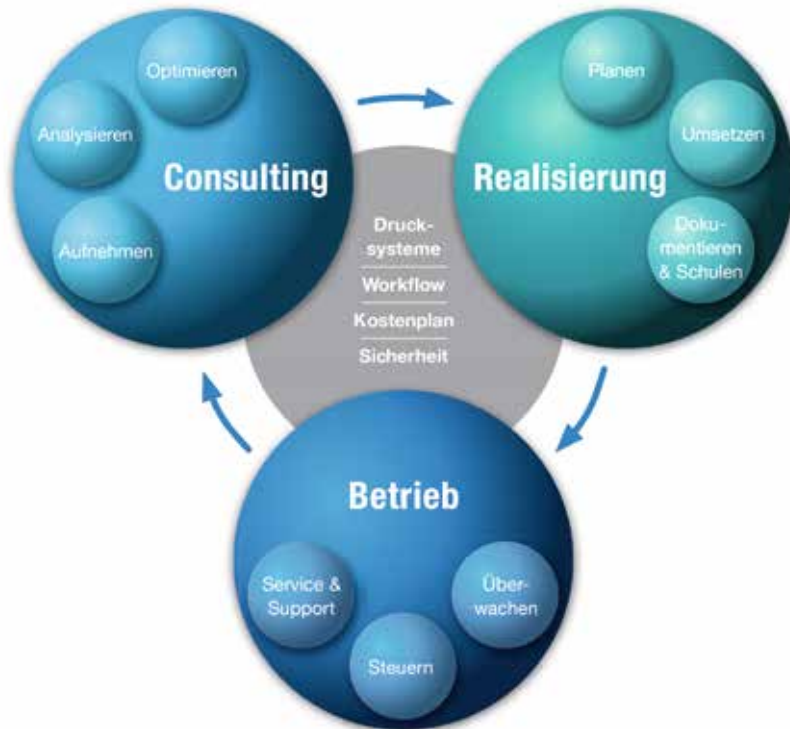 Optimieren
Analysieren
Consulting
Aufnehmen
Planen
Umsetzen
Realisierung
Doku-
mentieren
& Schulen
Druck-
systeme
Workflow
Kostenplan
Sicherheit
Betrieb
Service &
Support
Steuern
Über-
wachen